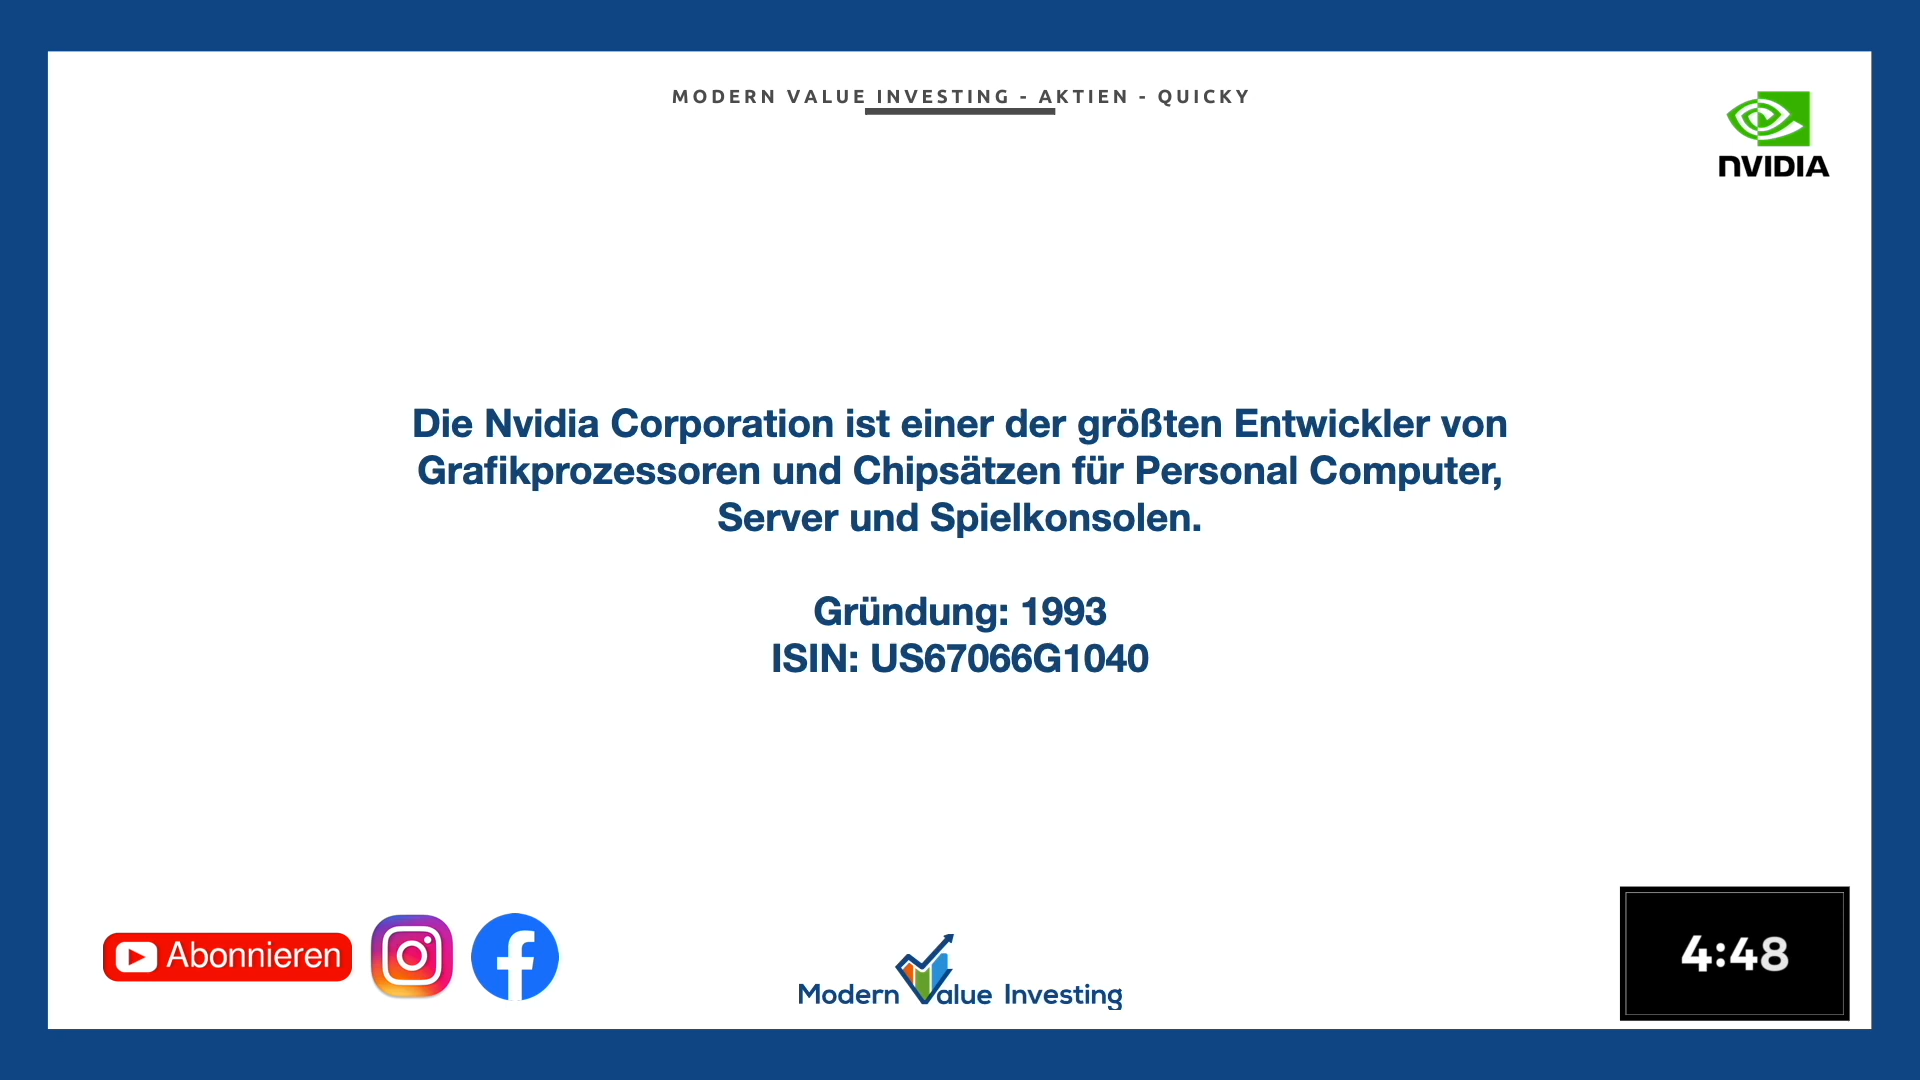 MODERN VALUE INVESTING - AKTIEN - QUICKY
NVIDIA
Die Nvidia Corporation ist einer der größten Entwickler von
Grafikprozessoren und Chipsätzen für Personal Computer,
Server und Spielkonsolen.
Gründung: 1993
ISIN: US67066G1040
Abonnieren
Modern Value Investing
4:48